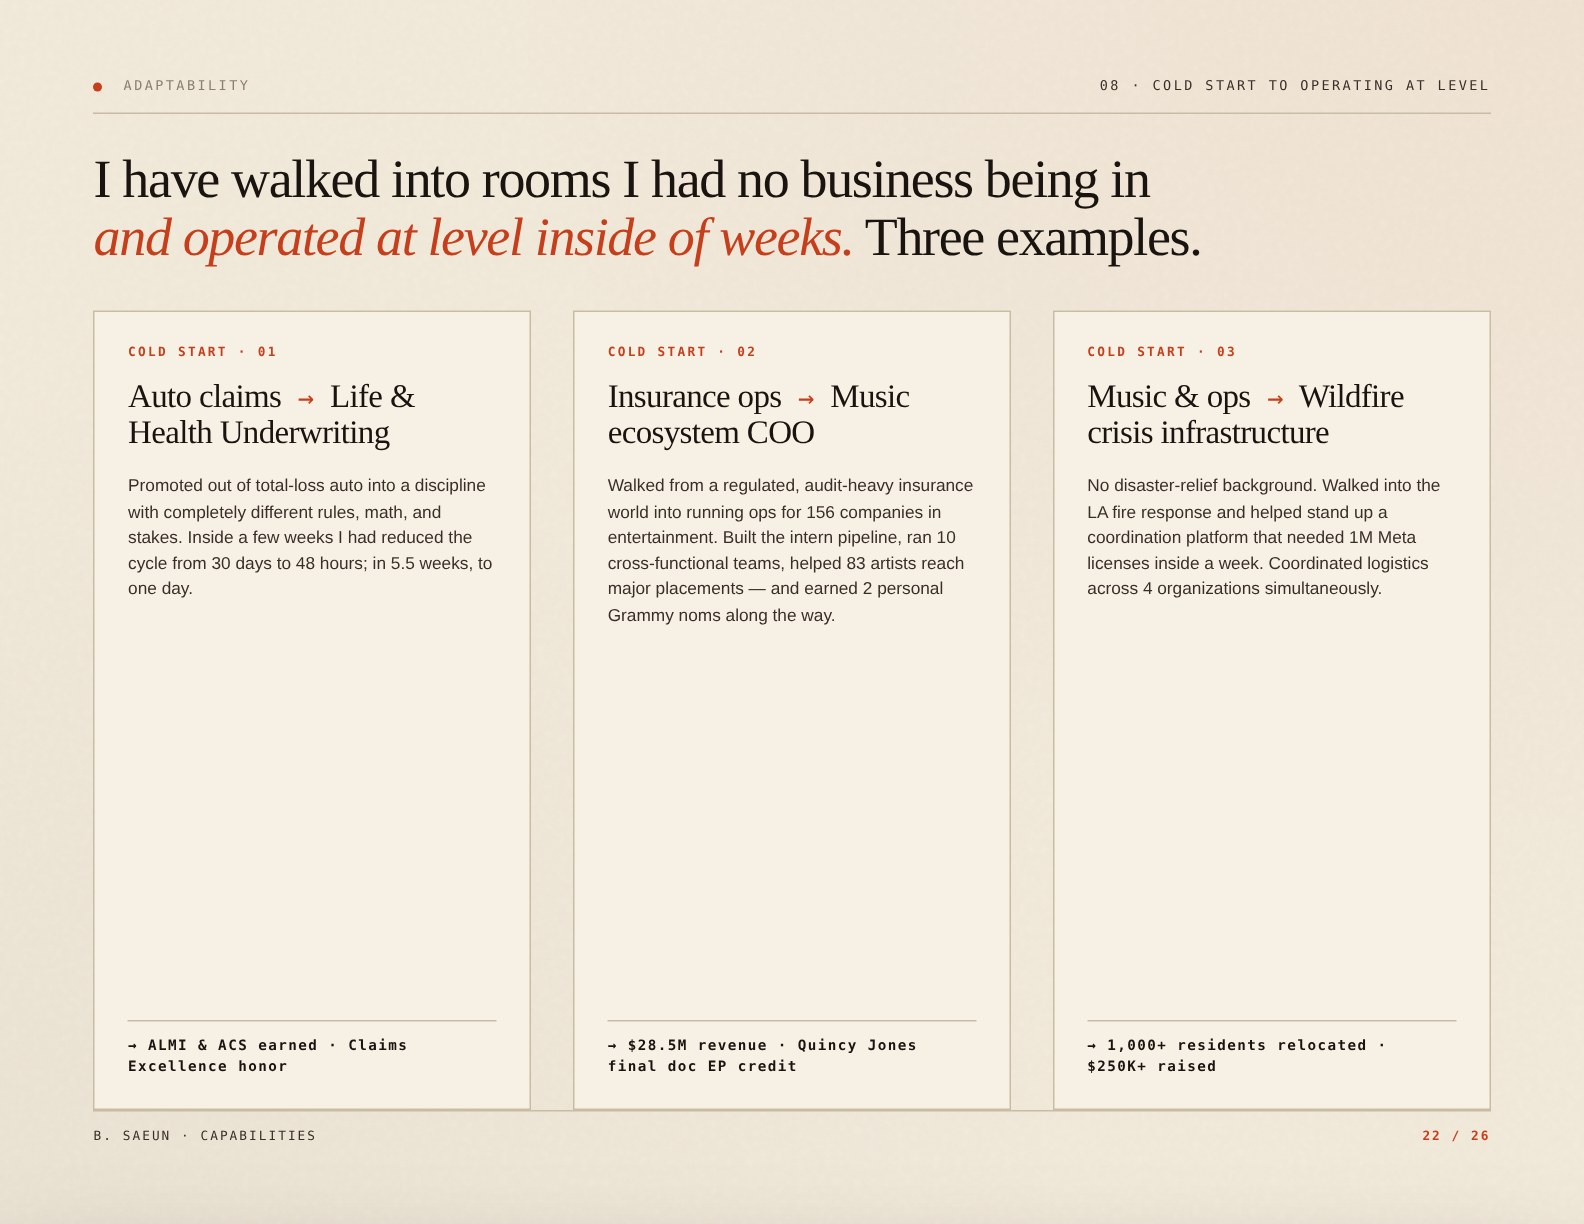 ADAPTABILITY
08 · COLD START TO OPERATING AT LEVEL
I have walked into rooms I had no business being in
and operated at level inside of weeks. Three examples.
COLD START · 01
Auto claims → Life &
Health Underwriting
Promoted out of total-loss auto into a discipline
with completely different rules, math, and
stakes. Inside a few weeks I had reduced the
cycle from 30 days to 48 hours; in 5.5 weeks, to
one day.
→ ALMI & ACS earned · Claims
Excellence honor
COLD START · 02
Insurance ops → Music
ecosystem COO
Walked from a regulated, audit-heavy insurance
world into running ops for 156 companies in
entertainment. Built the intern pipeline, ran 10
cross-functional teams, helped 83 artists reach
major placements — and earned 2 personal
Grammy noms along the way.
→ $28.5M revenue · Quincy Jones
final doc EP credit
COLD START · 03
Music & ops → Wildfire
crisis infrastructure
No disaster-relief background. Walked into the
LA fire response and helped stand up a
coordination platform that needed 1M Meta
licenses inside a week. Coordinated logistics
across 4 organizations simultaneously.
→ 1,000+ residents relocated ·
$250K+ raised
B. SAEUN · CAPABILITIES
22 / 26